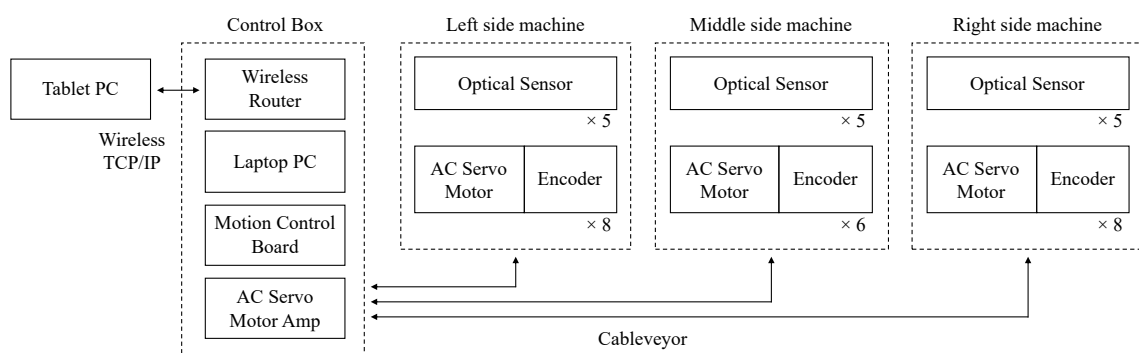 Control Box
Left side machine
Middle side machine
Right side machine
Tablet PC
Wireless
TCP/IP
Wireless
Router
Laptop PC
Motion Control
Board
AC Servo
Motor Amp
Optical Sensor
× 5
AC Servo
Motor
Encoder
× 8
Optical Sensor
× 5
AC Servo
Motor
Encoder
× 6
Optical Sensor
× 5
AC Servo
Motor
Encoder
× 8
Cableveyor